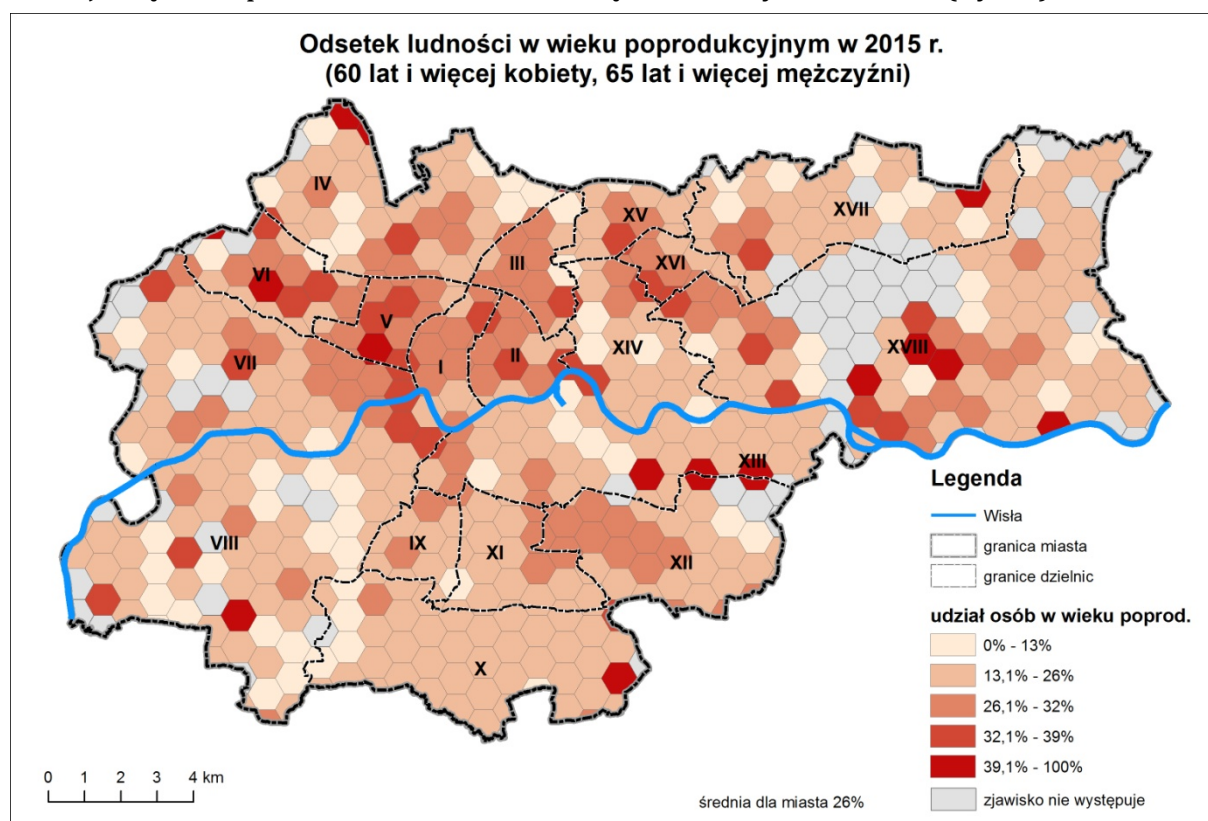 Odsetek ludności w wieku poprodukcyjnym w 2015 r.
(60 lat i więcej kobiety, 65 lat i więcej mężczyźni)
IV
XV
XVII
III
XVI
VI
V
XIV
XVIII
VII
I
II
XIII
VIII
IX
XI
XII
X
Legenda
Wisła
granica miasta
granice dzielnic
udział osób w wieku poprod.
0% - 13%
13,1% - 26%
26,1% - 32%
32,1% - 39%
39,1% - 100%
zjawisko nie występuje
0 1 2 3 4 km
średnia dla miasta 26%